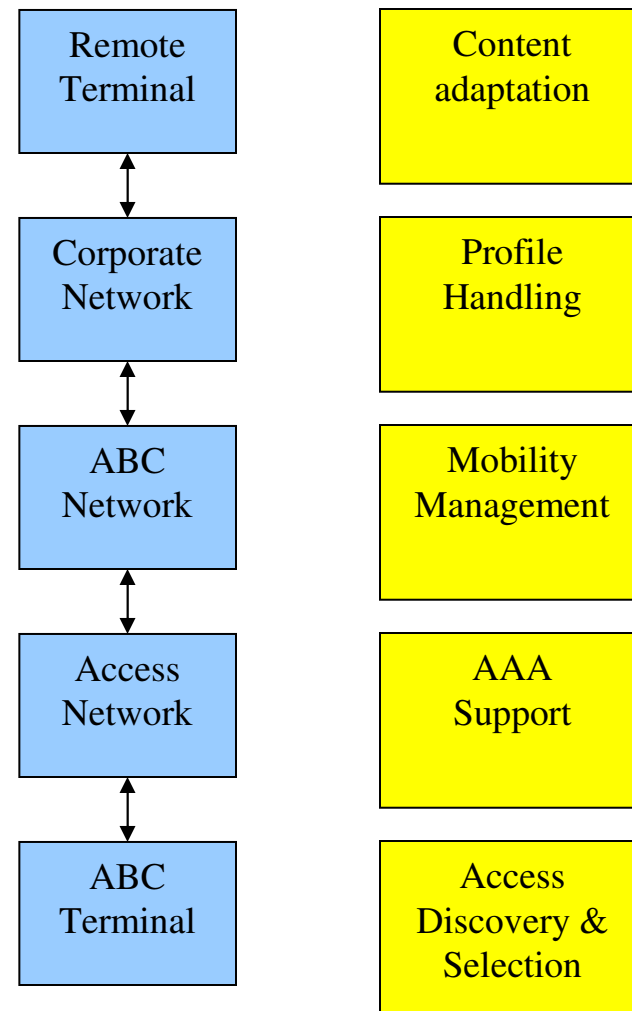 Remote
Terminal
Content
adaptation
Corporate
Network
Profile
Handling
ABC
Network
Mobility
Management
Access
Network
AAA
Support
ABC
Terminal
Access
Discovery &
Selection